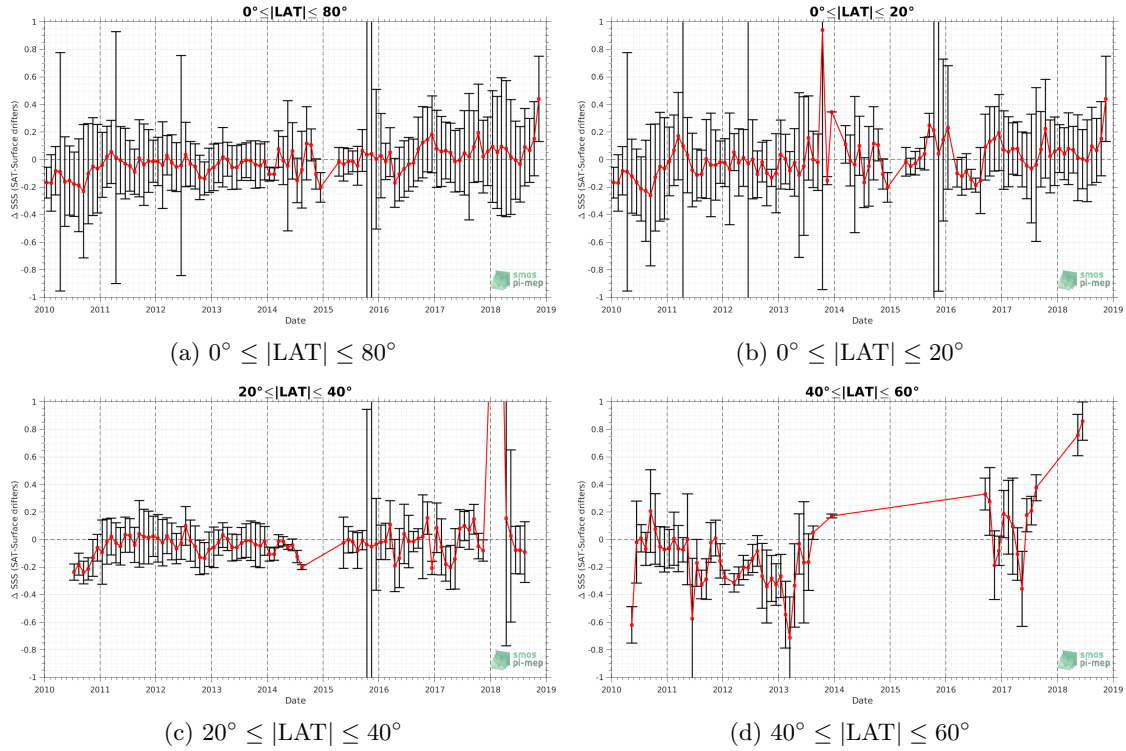 0°≤|LAT|≤ 80°
Δ SSS (SAT-Surface drifters)
1
0.8
0.6
0.4
0.2
0
-0.2
-0.4
-0.6
-0.8
-1
2010 2011 2012 2013 2014 2015 2016 2017 2018 2019
Date
smos
pi-mep
(a) 0° ≤ |LAT| ≤ 80°
0°≤|LAT|≤ 20°
Δ SSS (SAT-Surface drifters)
1
0.8
0.6
0.4
0.2
0
-0.2
-0.4
-0.6
-0.8
-1
2010 2011 2012 2013 2014 2015 2016 2017 2018 2019
Date
smos
pi-mep
(b) 0° ≤ |LAT| ≤ 20°
20°≤|LAT|≤ 40°
Δ SSS (SAT-Surface drifters)
1
0.8
0.6
0.4
0.2
0
-0.2
-0.4
-0.6
-0.8
-1
2010 2011 2012 2013 2014 2015 2016 2017 2018 2019
Date
smos
pi-mep
(c) 20° ≤ |LAT| ≤ 40°
40°≤|LAT|≤ 60°
Δ SSS (SAT-Surface drifters)
1
0.8
0.6
0.4
0.2
0
-0.2
-0.4
-0.6
-0.8
-1
2010 2011 2012 2013 2014 2015 2016 2017 2018 2019
Date
smos
pi-mep
(d) 40° ≤ |LAT| ≤ 60°